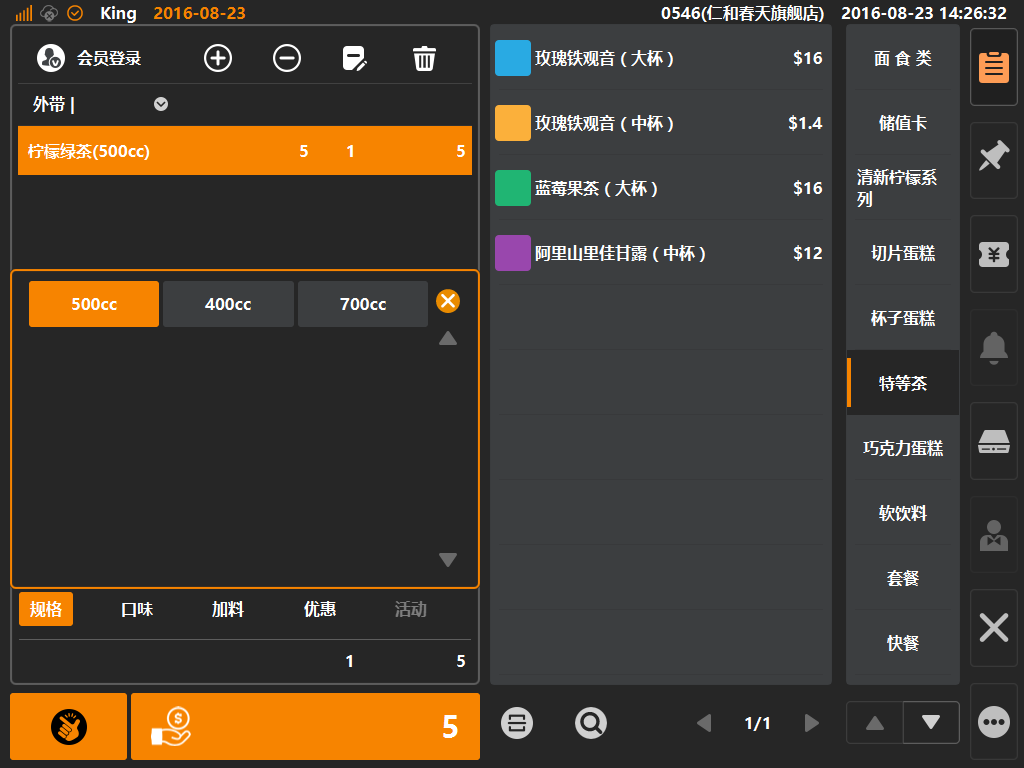 King 2016-08-23 0546(仁和春天旗舰店) 2016-08-23 14:26:32
会员登录
外带 |
柠檬绿茶(500cc) 5 1 5
500cc 400cc 700cc
规格 口味 加料 优惠 活动
1 5
5
玫瑰铁观音 ( 大杯 ) $16
玫瑰铁观音 ( 中杯 ) $1.4
蓝莓果茶 ( 大杯 ) $16
阿里山里佳甘露 ( 中杯 ) $12
1/1
面 食 类
储值卡
清新柠檬系
列
切片蛋糕
杯子蛋糕
特等茶
巧克力蛋糕
软饮料
套餐
快餐